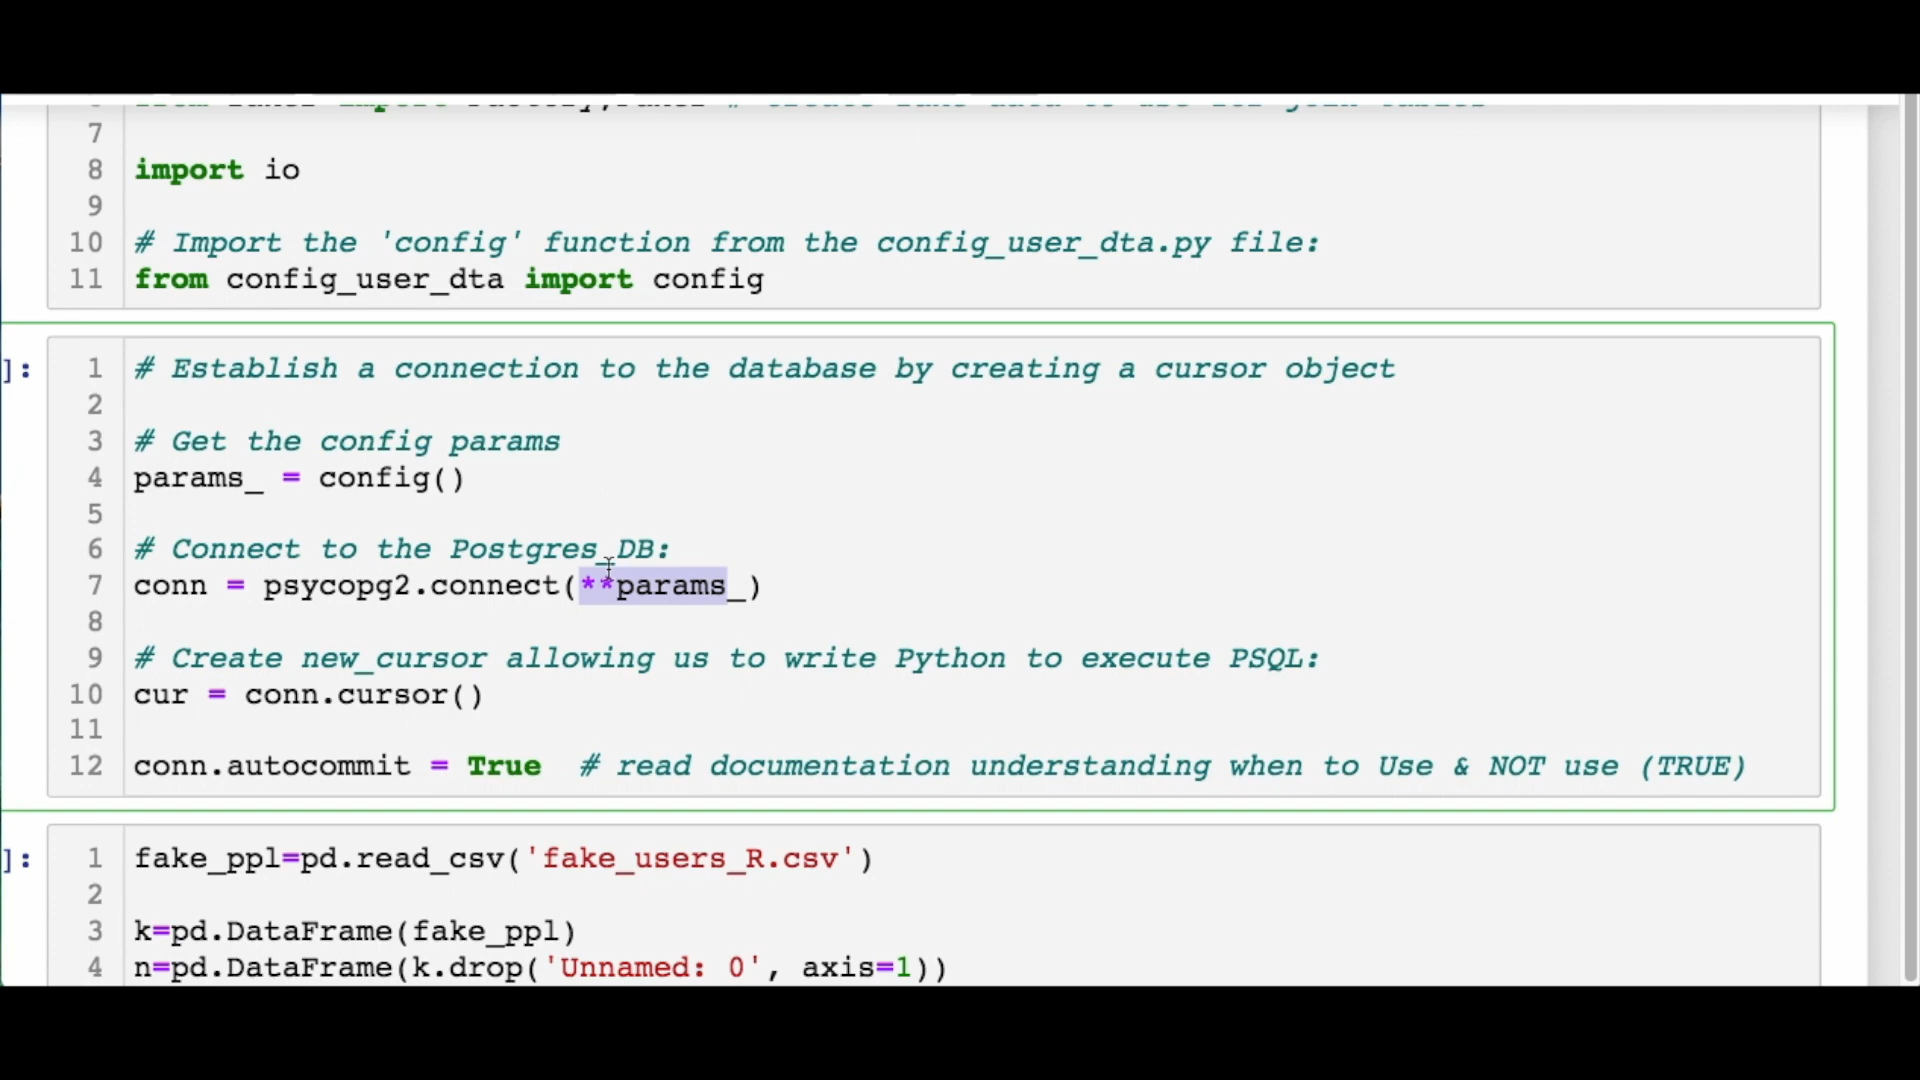 7
8 import io
9
10 # Import the 'config' function from the config_user_dta.py file:
11 from config_user_dta import config
]: 1 # Establish a connection to the database by creating a cursor object
2
3 # Get the config params
4 params_ = config()
5
6 # Connect to the Postgres_DB:
7 conn = psycopg2.connect(**params_)
8
9 # Create new_cursor allowing us to write Python to execute PSQL:
10 cur = conn.cursor()
11
12 conn.autocommit = True  # read documentation understanding when to Use & NOT use (TRUE)
]: 1 fake_ppl=pd.read_csv('fake_users_R.csv')
2
3 k=pd.DataFrame(fake_ppl)
4 n=pd.DataFrame(k.drop('Unnamed: 0', axis=1))